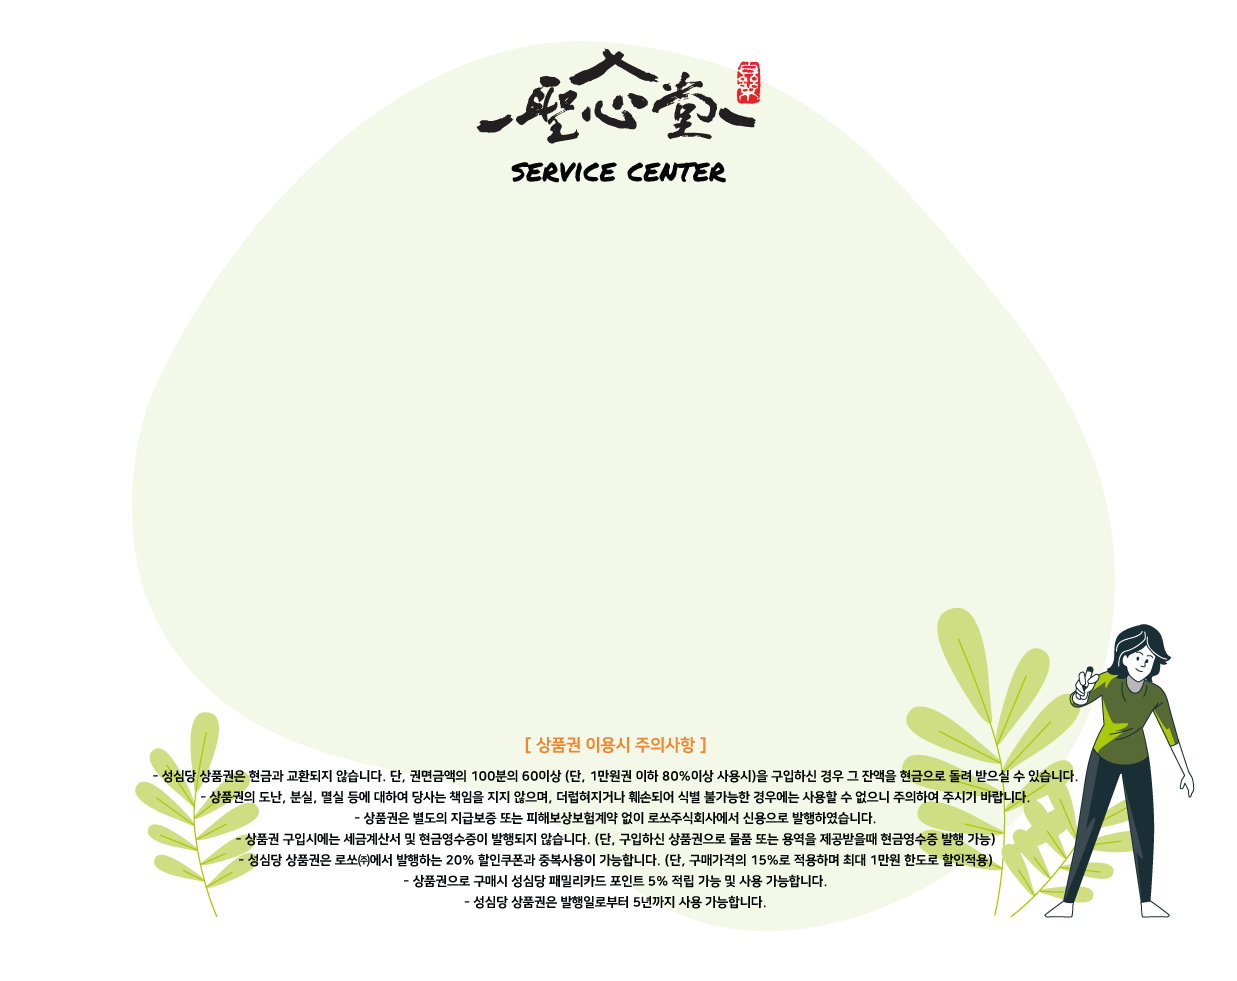 聖心堂
SERVICE CENTER
[ 상품권 이용시 주의사항 ]
- 성심당 상품권은 현금과 교환되지 않습니다. 단, 권면금액의 100분의 60이상 (단, 1만원권 이하 80%이상 사용시)을 구입하신 경우 그 잔액을 현금으로 돌려 받으실 수 있습니다.
- 상품권의 도난, 분실, 멸실 등에 대하여 당사는 책임을 지지 않으며, 더럽혀지거나 훼손되어 식별 불가능한 경우에는 사용할 수 없으니 주의하여 주시기 바랍니다.
- 상품권은 별도의 지급보증 또는 피해보상보험계약 없이 로쏘주식회사에서 신용으로 발행하였습니다.
- 상품권 구입시에는 세금계산서 및 현금영수증이 발행되지 않습니다. (단, 구입하신 상품권으로 물품 또는 용역을 제공받을때 현금영수증 발행 가능)
- 성심당 상품권은 로쏘㈜에서 발행하는 20% 할인쿠폰과 중복사용이 가능합니다. (단, 구매가격의 15%로 적용하며 최대 1만원 한도로 할인적용)
- 상품권으로 구매시 성심당 패밀리카드 포인트 5% 적립 가능 및 사용 가능합니다.
- 성심당 상품권은 발행일로부터 5년까지 사용 가능합니다.